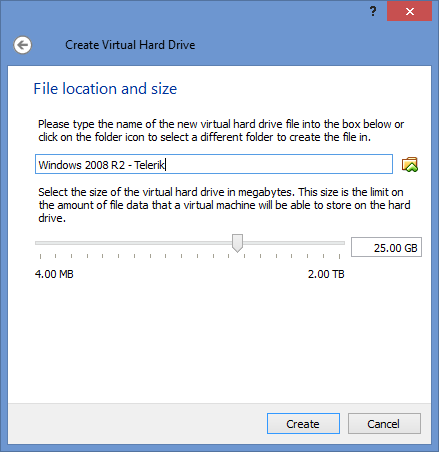 ?
Create Virtual Hard Drive
File location and size
Please type the name of the new virtual hard drive file into the box below or
click on the folder icon to select a different folder to create the file in.
Windows 2008 R2 - Telerik
Select the size of the virtual hard drive in megabytes. This size is the limit on
the amount of file data that a virtual machine will be able to store on the hard
drive.
25.00 GB
4.00 MB 2.00 TB
Create Cancel